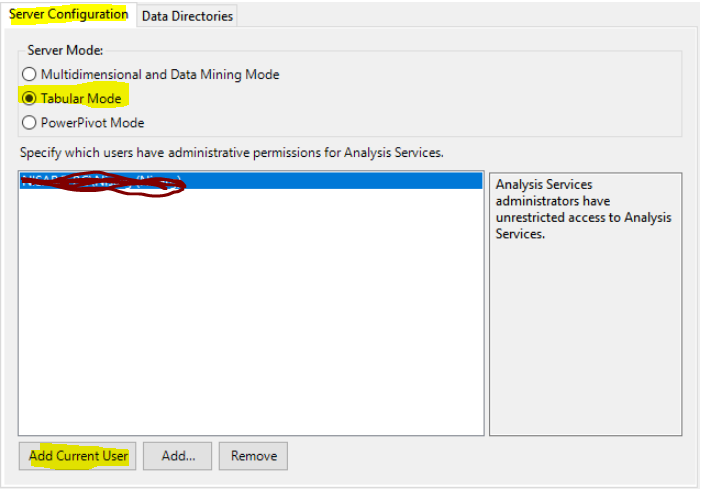 Server Configuration Data Directories
Server Mode:
Multidimensional and Data Mining Mode
Tabular Mode
PowerPivot Mode
Specify which users have administrative permissions for Analysis Services.
Analysis Services
administrators have
unrestricted access to Analysis
Services.
Add Current User Add... Remove